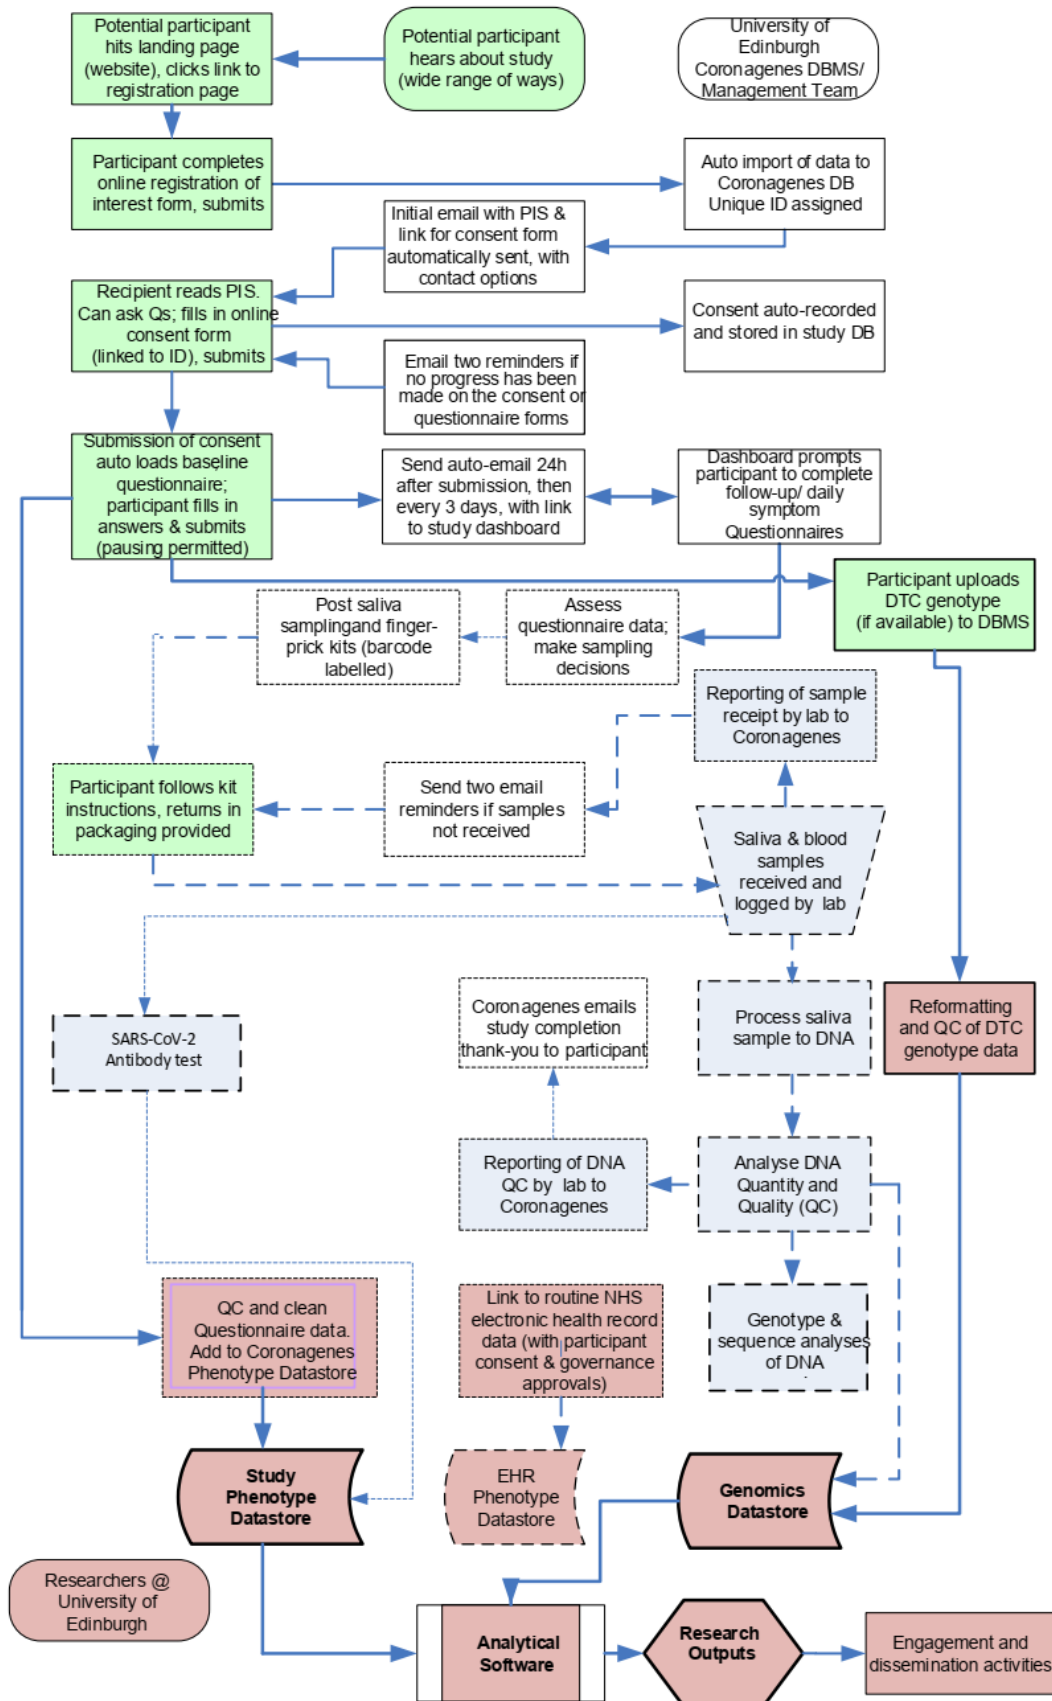 Potential participant
hits landing page
(website), clicks link to
registration page
Potential participant
hears about study
(wide range of ways)
University of
Edinburgh
Coronagenes DBMS/
Management Team
Participant completes
online registration of
interest form, submits
Auto import of data to
Coronagenes DB
Unique ID assigned
Initial email with PIS &
link for consent form
automatically sent, with
contact options
Recipient reads PIS.
Can ask Qs; fills in online
consent form
(linked to ID), submits
Consent auto-recorded
and stored in study DB
Email two reminders if
no progress has been
made on the consent or
questionnaire forms
Submission of consent
auto loads baseline
questionnaire;
participant fills in
answers & submits
(pausing permitted)
Send auto-email 24h
after submission, then
every 3 days, with link
to study dashboard
Dashboard prompts
participant to complete
follow-up/ daily
symptom
Questionnaires
Participant uploads
DTC genotype
(if available) to DBMS
Post saliva
samplingand finger-
prick kits (barcode
labelled)
Assess
questionnaire data;
make sampling
decisions
Reporting of sample
receipt by lab to
Coronagenes
Participant follows kit
instructions, returns in
packaging provided
Send two email
reminders if samples
not received
Saliva & blood
samples
received and
logged by lab
Coronagenes emails
study completion
thank-you to participant
Process saliva
sample to DNA
Reformatting
and QC of DTC
genotype data
SARS-CoV-2
Antibody test
Reporting of DNA
QC by lab to
Coronagenes
Analyse DNA
Quantity and
Quality (QC)
QC and clean
Questionnaire data.
Add to Coronagenes
Phenotype Datastore
Link to routine NHS
electronic health record
data (with participant
consent & governance
approvals)
Genotype &
sequence analyses
of DNA
.
Study
Phenotype
Datastore
EHR
Phenotype
Datastore
Genomics
Datastore
Researchers @
University of
Edinburgh
Analytical
Software
Research
Outputs
Engagement and
dissemination activities